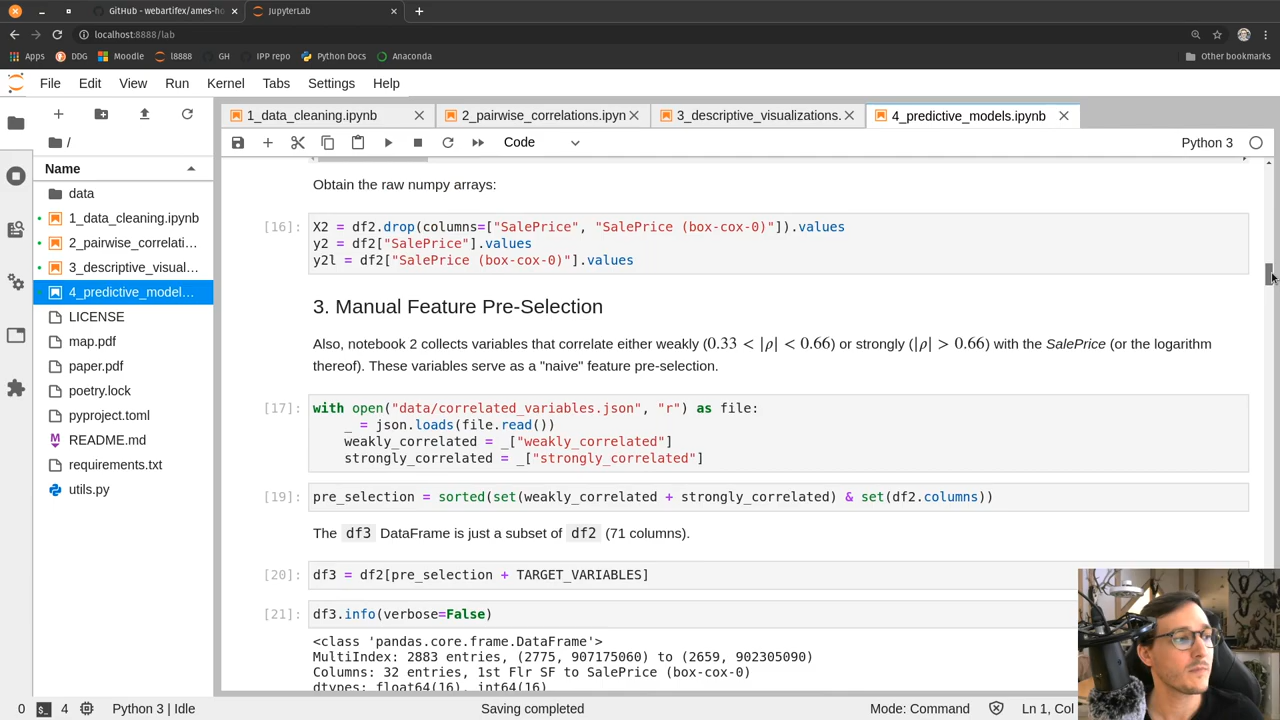 GitHub - webartifex/ames-ho
JupyterLab
localhost:8888/lab
Apps
DDG
Moodle
l8888
GH
IPP repo
Python Docs
Anaconda
Other bookmarks
File Edit View Run Kernel Tabs Settings Help
1_data_cleaning.ipynb
2_pairwise_correlations.ipyn
3_descriptive_visualizations.
4_predictive_models.ipynb
Code
Python 3
/
Name
data
1_data_cleaning.ipynb
2_pairwise_correlati…
3_descriptive_visual…
4_predictive_model…
LICENSE
map.pdf
paper.pdf
poetry.lock
pyproject.toml
README.md
requirements.txt
utils.py
Obtain the raw numpy arrays:
[16]: X2 = df2.drop(columns=["SalePrice", "SalePrice (box-cox-0)"]).values
y2 = df2["SalePrice"].values
y2l = df2["SalePrice (box-cox-0)"].values
3. Manual Feature Pre-Selection
Also, notebook 2 collects variables that correlate either weakly (0.33 < |ρ| < 0.66) or strongly (|ρ| > 0.66) with the SalePrice (or the logarithm
thereof). These variables serve as a "naive" feature pre-selection.
[17]: with open("data/correlated_variables.json", "r") as file:
_ = json.loads(file.read())
weakly_correlated = _["weakly_correlated"]
strongly_correlated = _["strongly_correlated"]
[19]: pre_selection = sorted(set(weakly_correlated + strongly_correlated) & set(df2.columns))
The df3 DataFrame is just a subset of df2 (71 columns).
[20]: df3 = df2[pre_selection + TARGET_VARIABLES]
[21]: df3.info(verbose=False)
<class 'pandas.core.frame.DataFrame'>
MultiIndex: 2883 entries, (2775, 907175060) to (2659, 902305090)
Columns: 32 entries, 1st Flr SF to SalePrice (box-cox-0)
dtypes: float64(16), int64(16)
0
4
Python 3 | Idle
Saving completed
Mode: Command
Ln 1, Col